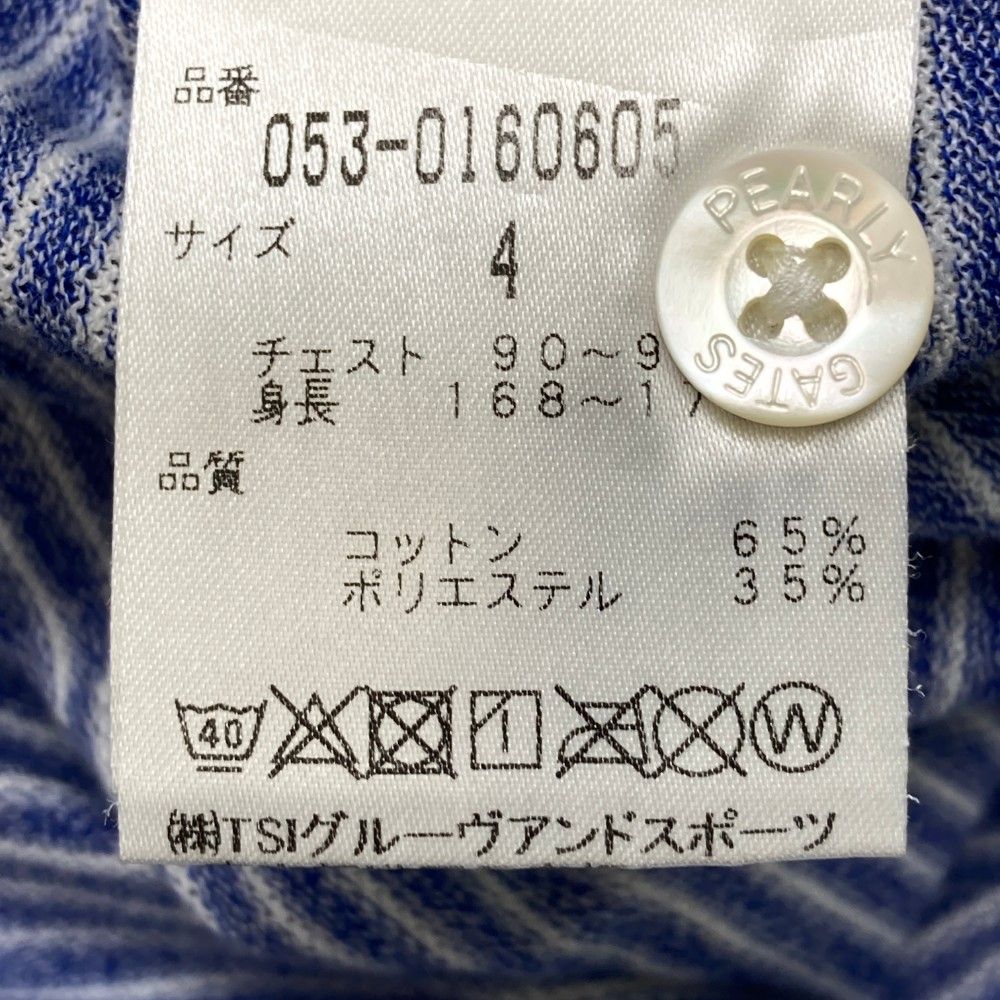 品番
053-0160605
サイズ 4
チェスト 90～9
身長 168～17
品質
コットン 65%
ポリエステル 35%
40 1 W
㈱TSIグルーヴアンドスポーツ
PEARLY
GATES